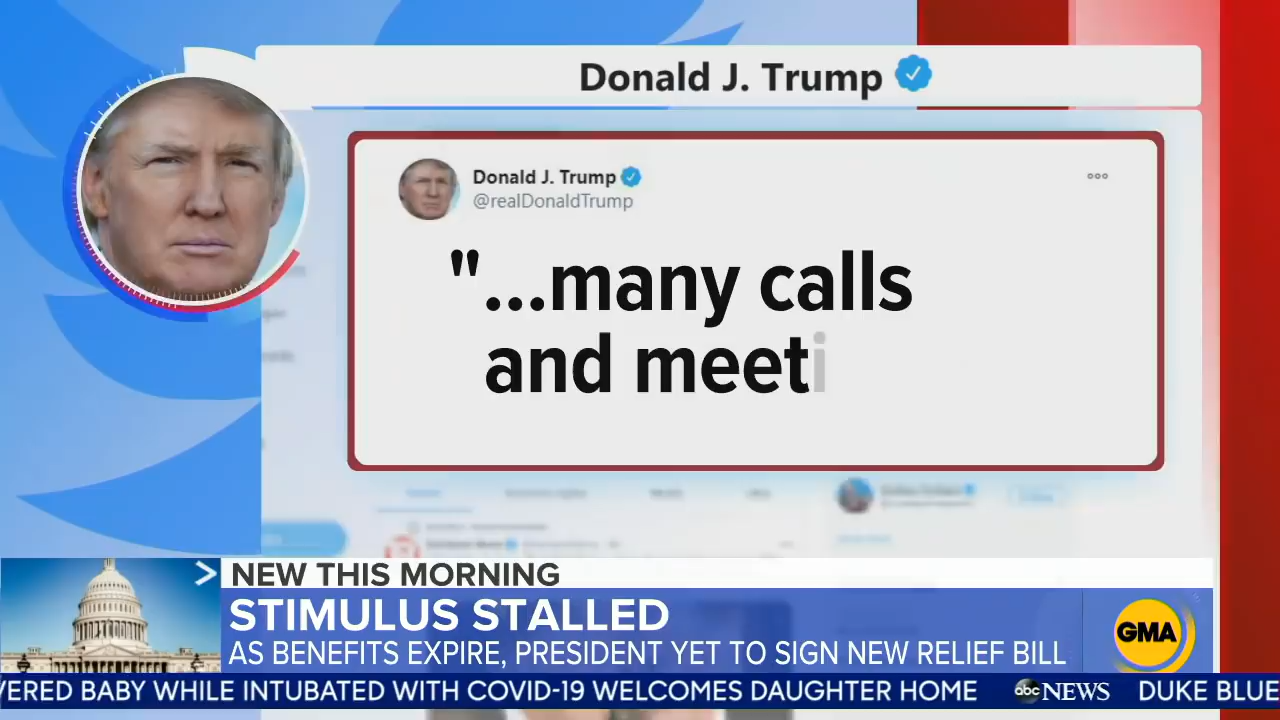 Donald J. Trump
Donald J. Trump
@realDonaldTrump
"...many calls
and meeti
NEW THIS MORNING
STIMULUS STALLED
AS BENEFITS EXPIRE, PRESIDENT YET TO SIGN NEW RELIEF BILL
GMA
VERED BABY WHILE INTUBATED WITH COVID-19 WELCOMES DAUGHTER HOME abc NEWS DUKE BLUE